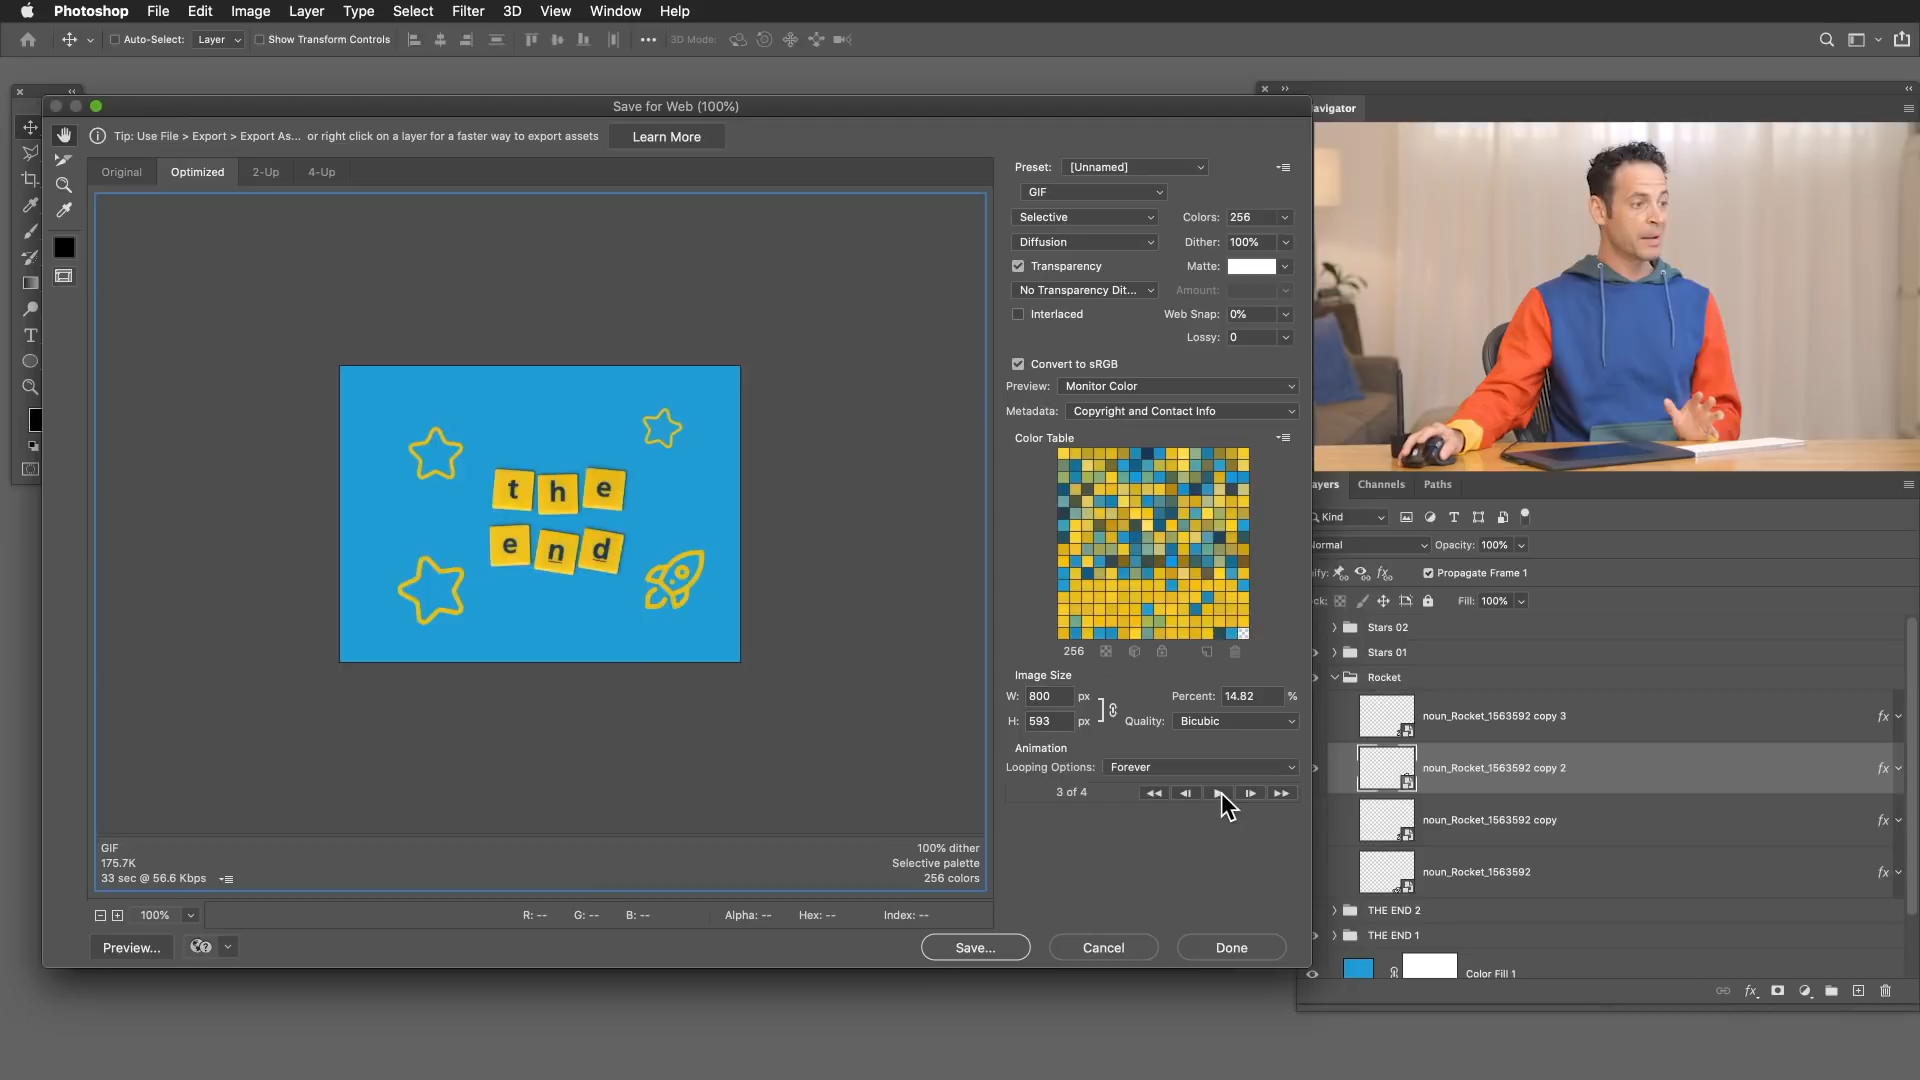 Photoshop File Edit Image Layer Type Select Filter 3D View Window Help
Auto-Select: Layer Show Transform Controls 3D Mode:
Save for Web (100%)
Tip: Use File > Export > Export As... or right click on a layer for a faster way to export assets Learn More
Original Optimized 2-Up 4-Up
the
end
GIF
175.7K
33 sec @ 56.6 Kbps
100% dither
Selective palette
256 colors
100% R: -- G: -- B: -- Alpha: -- Hex: -- Index: --
Preview... Save... Cancel Done
Preset: [Unnamed]
GIF
Selective Colors: 256
Diffusion Dither: 100%
Transparency Matte:
No Transparency Dit... Amount:
Interlaced Web Snap: 0%
Lossy: 0
Convert to sRGB
Preview: Monitor Color
Metadata: Copyright and Contact Info
Color Table
256
Image Size
W: 800 px Percent: 14.82 %
H: 593 px Quality: Bicubic
Animation
Looping Options: Forever
3 of 4
avigator
ayers Channels Paths
Kind
ormal Opacity: 100%
ify: Propagate Frame 1
ck: Fill: 100%
Stars 02
Stars 01
Rocket
noun_Rocket_1563592 copy 3 fx
noun_Rocket_1563592 copy 2 fx
noun_Rocket_1563592 copy fx
noun_Rocket_1563592 fx
THE END 2
THE END 1
Color Fill 1
fx